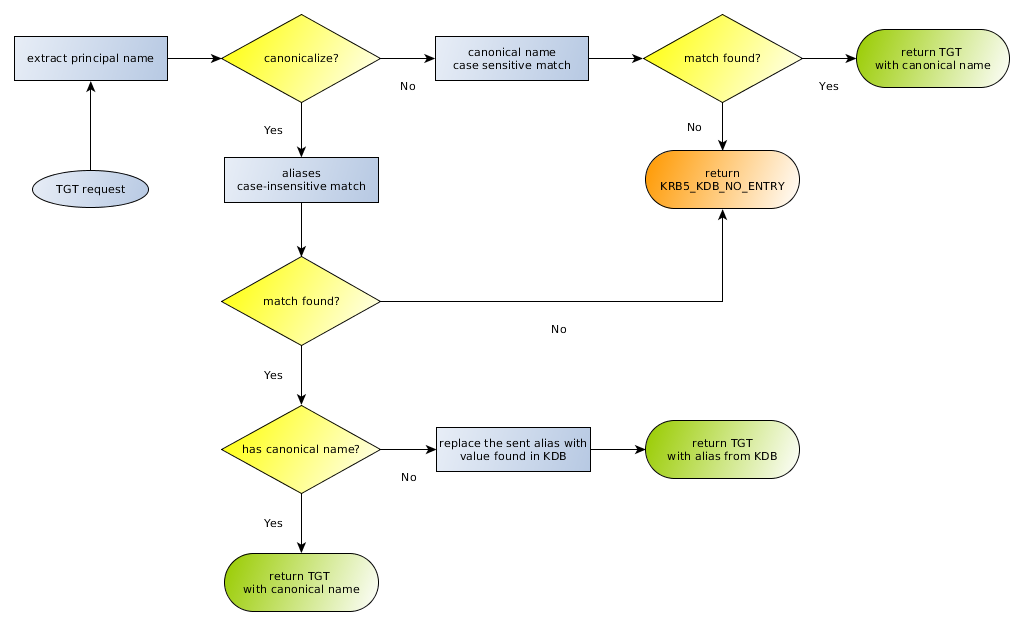 extract principal name
canonicalize?
canonical name
case sensitive match
match found?
return TGT
with canonical name
No
Yes
Yes
No
aliases
case-insensitive match
return
KRB5_KDB_NO_ENTRY
TGT request
match found?
No
Yes
has canonical name?
replace the sent alias with
value found in KDB
return TGT
with alias from KDB
No
Yes
return TGT
with canonical name